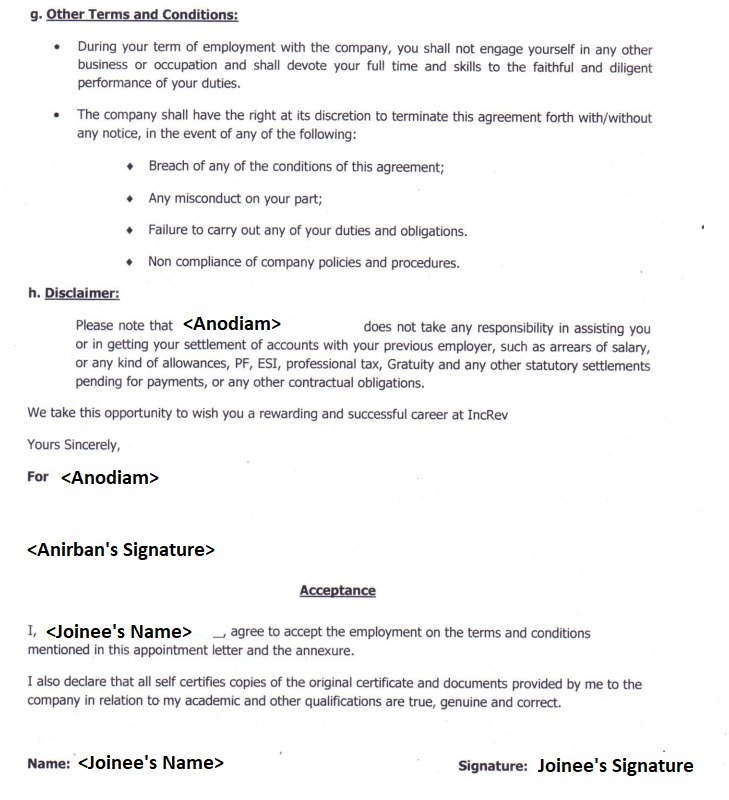 g. Other Terms and Conditions:
• During your term of employment with the company, you shall not engage yourself in any other
business or occupation and shall devote your full time and skills to the faithful and diligent
performance of your duties.
• The company shall have the right at its discretion to terminate this agreement forth with/without
any notice, in the event of any of the following:
♦ Breach of any of the conditions of this agreement;
♦ Any misconduct on your part;
♦ Failure to carry out any of your duties and obligations.
♦ Non compliance of company policies and procedures.
h. Disclaimer:
Please note that <Anodiam> does not take any responsibility in assisting you
or in getting your settlement of accounts with your previous employer, such as arrears of salary,
or any kind of allowances, PF, ESI, professional tax, Gratuity and any other statutory settlements
pending for payments, or any other contractual obligations.
We take this opportunity to wish you a rewarding and successful career at IncRev
Yours Sincerely,
For <Anodiam>
<Anirban's Signature>
Acceptance
I, <Joinee's Name> _, agree to accept the employment on the terms and conditions
mentioned in this appointment letter and the annexure.
I also declare that all self certifies copies of the original certificate and documents provided by me to the
company in relation to my academic and other qualifications are true, genuine and correct.
Name: <Joinee's Name> Signature: Joinee's Signature